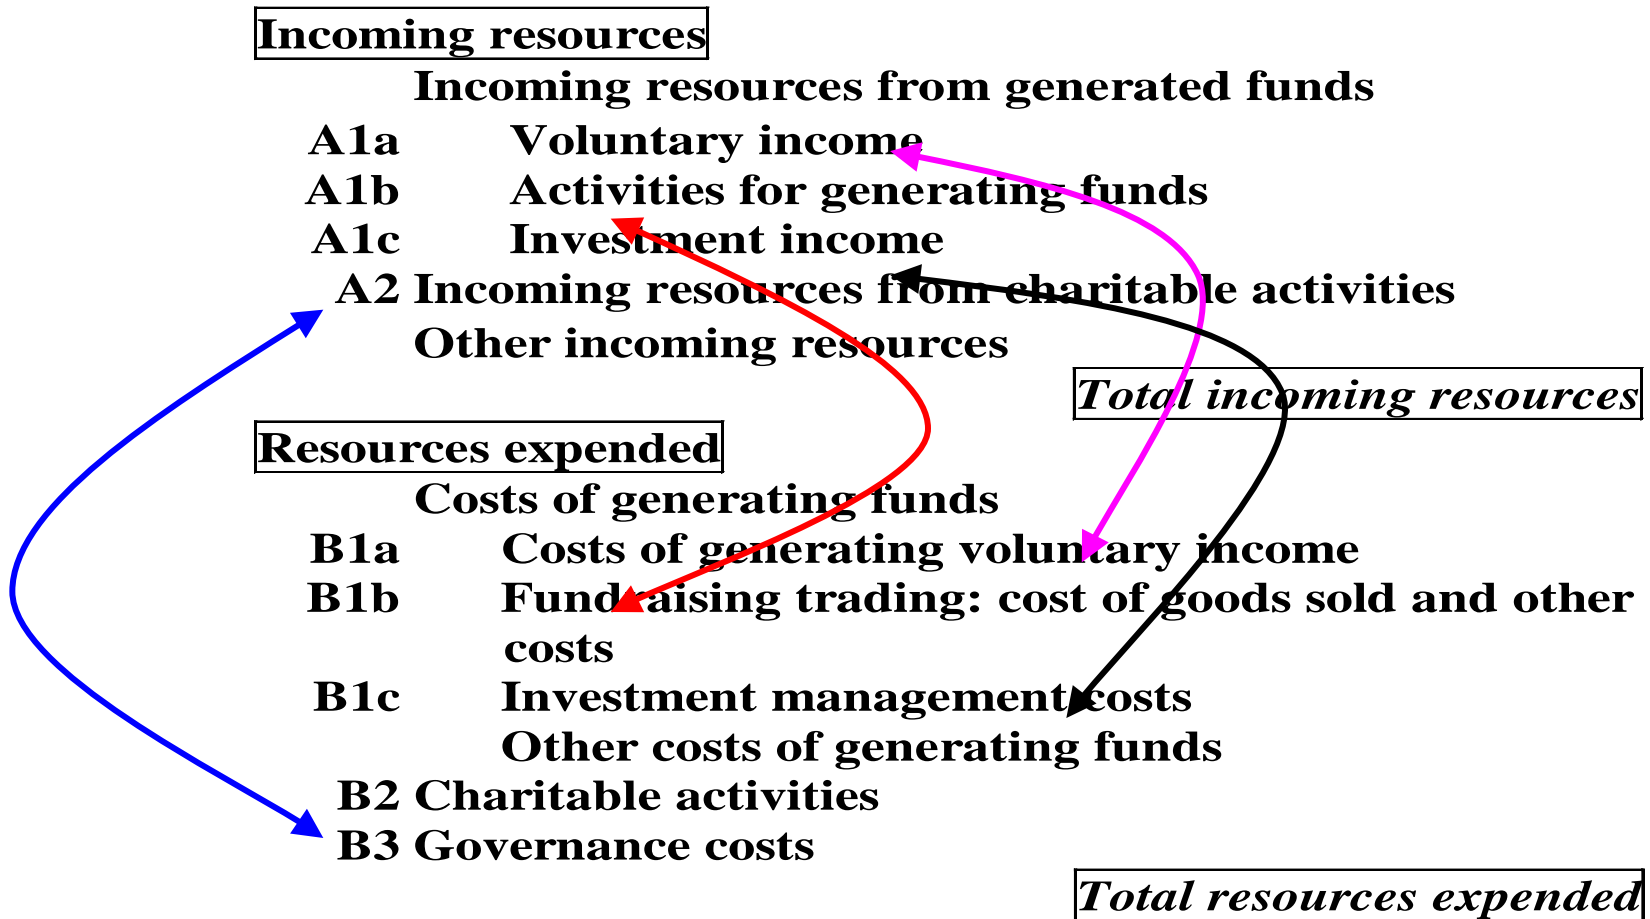 Incoming resources
Incoming resources from generated funds
A1a Voluntary income
A1b Activities for generating funds
A1c Investment income
A2 Incoming resources from charitable activities
Other incoming resources
Total incoming resources
Resources expended
Costs of generating funds
B1a Costs of generating voluntary income
B1b Fundraising trading: cost of goods sold and other
costs
B1c Investment management costs
Other costs of generating funds
B2 Charitable activities
B3 Governance costs
Total resources expended